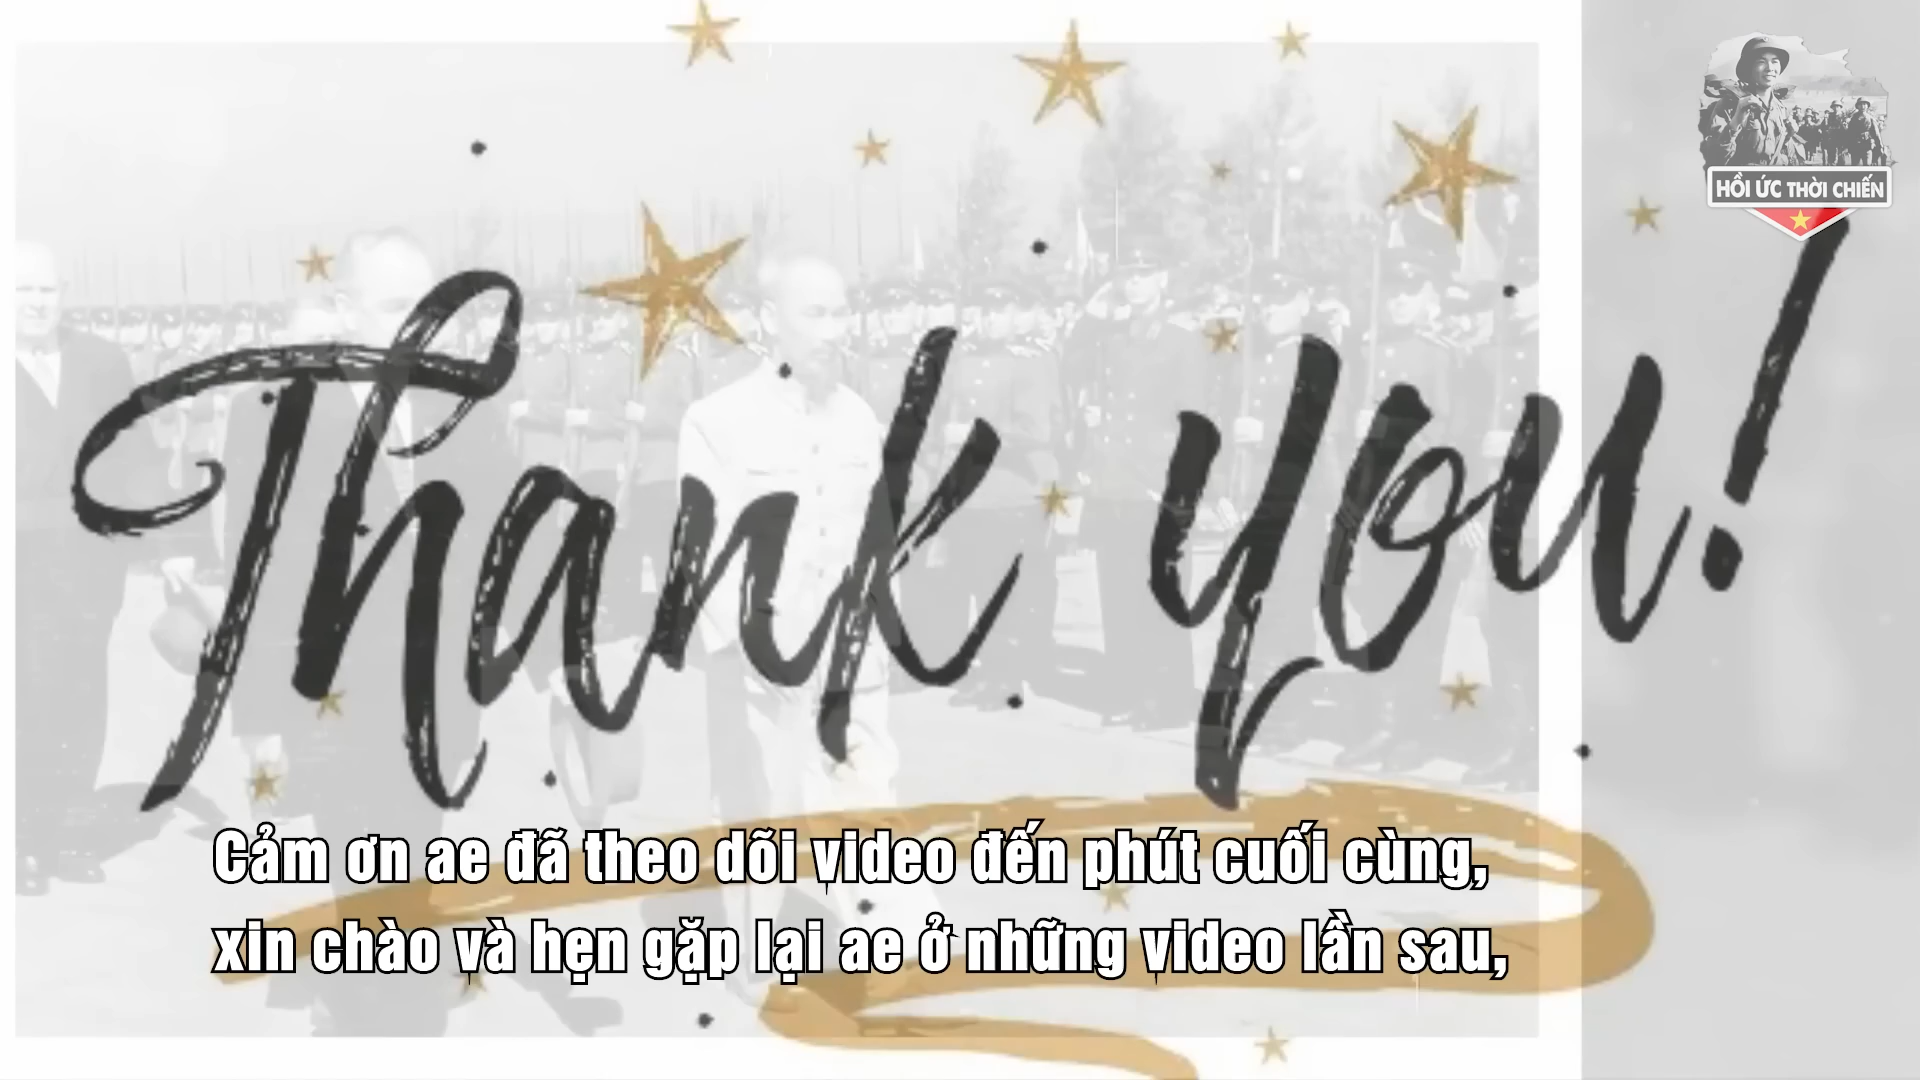 HỒI ỨC THỜI CHIẾN
Thank you!
Cảm ơn ae đã theo dõi video đến phút cuối cùng,
xin chào và hẹn gặp lại ae ở những video lần sau,